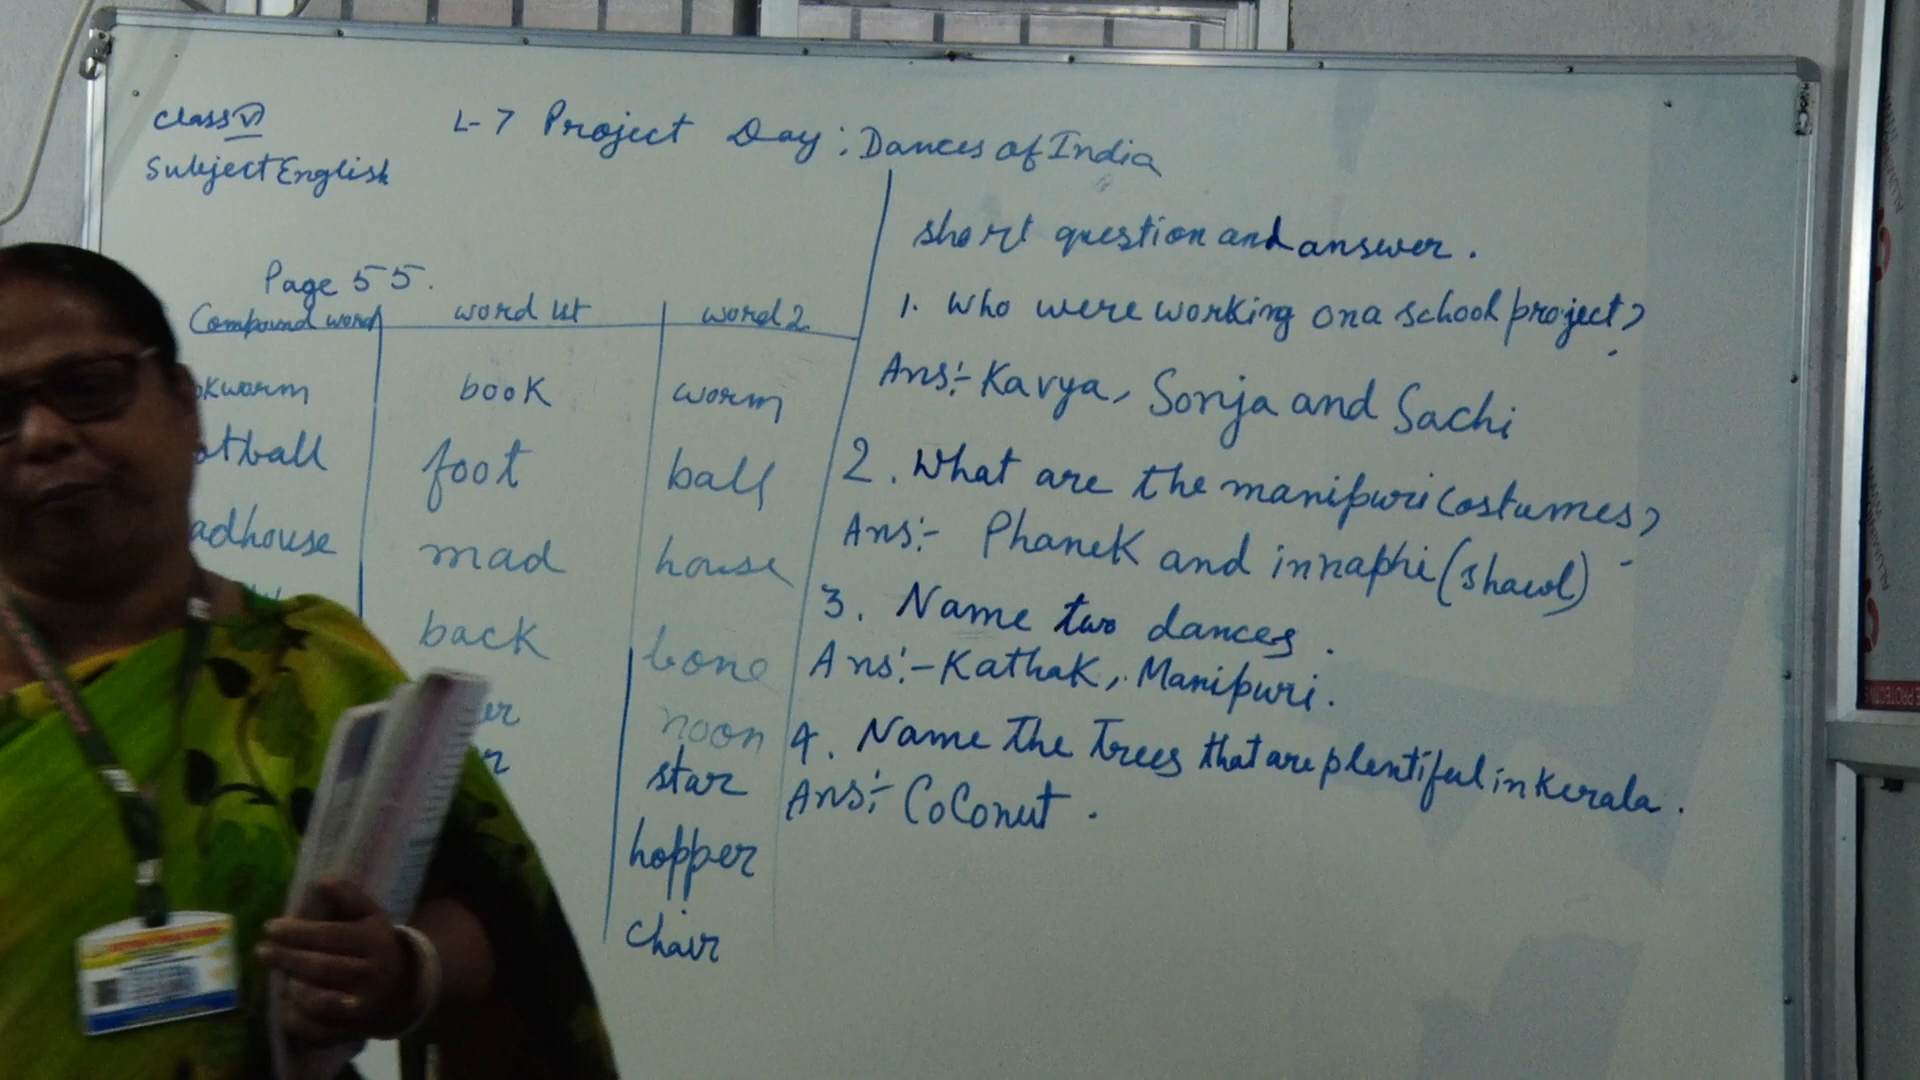 Class VI
L-7 Project Day : Dances of India
Subject English
Page 55.
Compound word word 1st word 2
okworm book worm
otball foot ball
adhouse mad house
back bone
er noon
r star
hopper
chair
short question and answer.
1. Who were working on a school project?
Ans:- Kavya, Sonja and Sachi
2. What are the manipuri costumes?
Ans:- Phanek and innaphi (shawl)
3. Name two dances.
Ans:- Kathak, Manipuri.
4. Name the Trees that are plentiful in Kerala.
Ans:- CoConut.